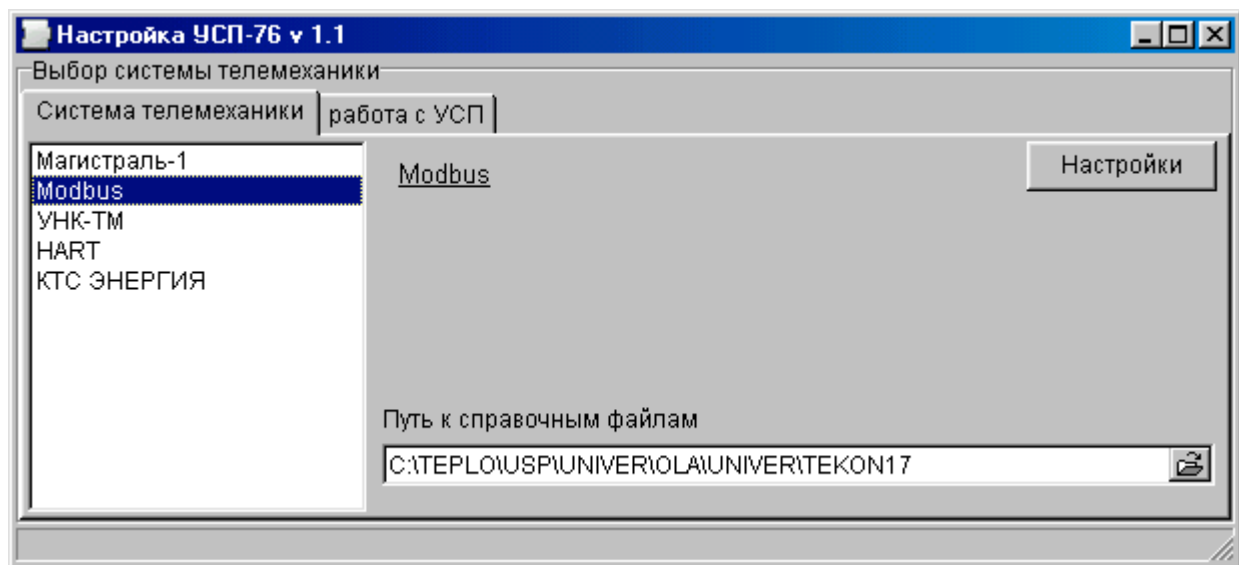 Настройка УСП-76 v 1.1
Выбор системы телемеханики
Система телемеханики работа с УСП
Магистраль-1
Modbus
УНК-ТМ
HART
КТС ЭНЕРГИЯ
Modbus
Настройки
Путь к справочным файлам
C:\TEPLO\USP\UNIVER\OLA\UNIVER\TEKON17